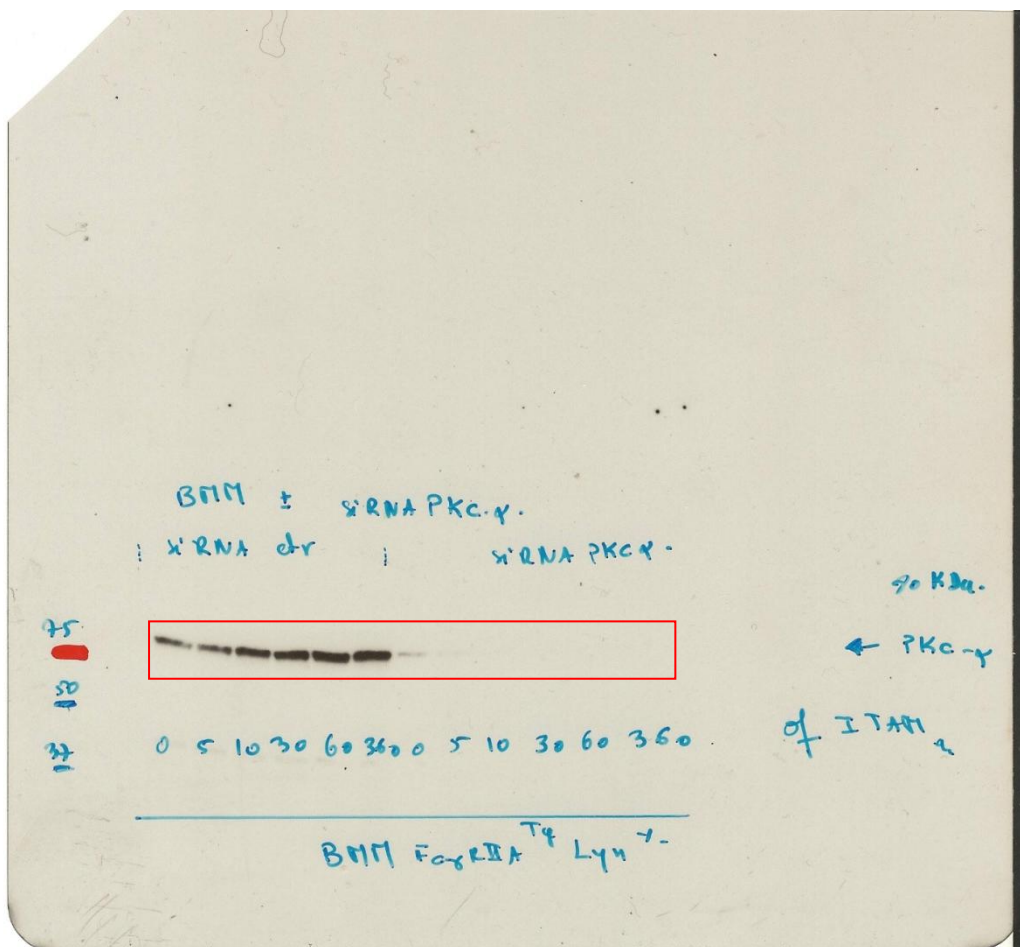 BMM ± siRNA PKC-γ.
siRNA ctr siRNA PKCγ.
90 KDa.
75
← PKC-γ
50
37
0 5 10 30 60 360 0 5 10 30 60 360
of ITAM
BMM FcγRIIA Tg Lyn -/-